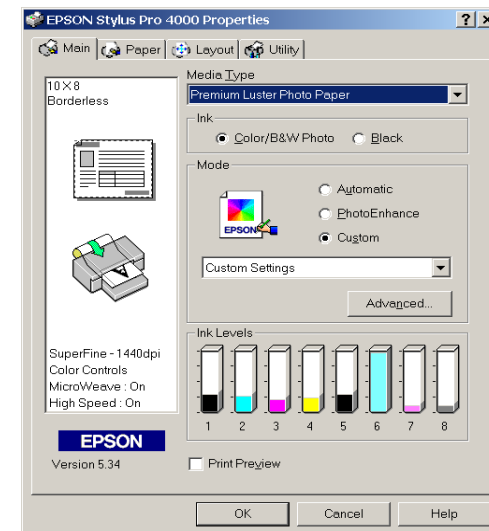 EPSON Stylus Pro 4000 Properties
Main Paper Layout Utility
10×8
Borderless
SuperFine - 1440dpi
Color Controls
MicroWeave : On
High Speed : On
EPSON
Version 5.34
Media Type
Premium Luster Photo Paper
Ink
Color/B&W Photo Black
Mode
EPSON
Automatic
PhotoEnhance
Custom
Custom Settings
Advanced...
Ink Levels
1 2 3 4 5 6 7 8
Print Preview
OK Cancel Help